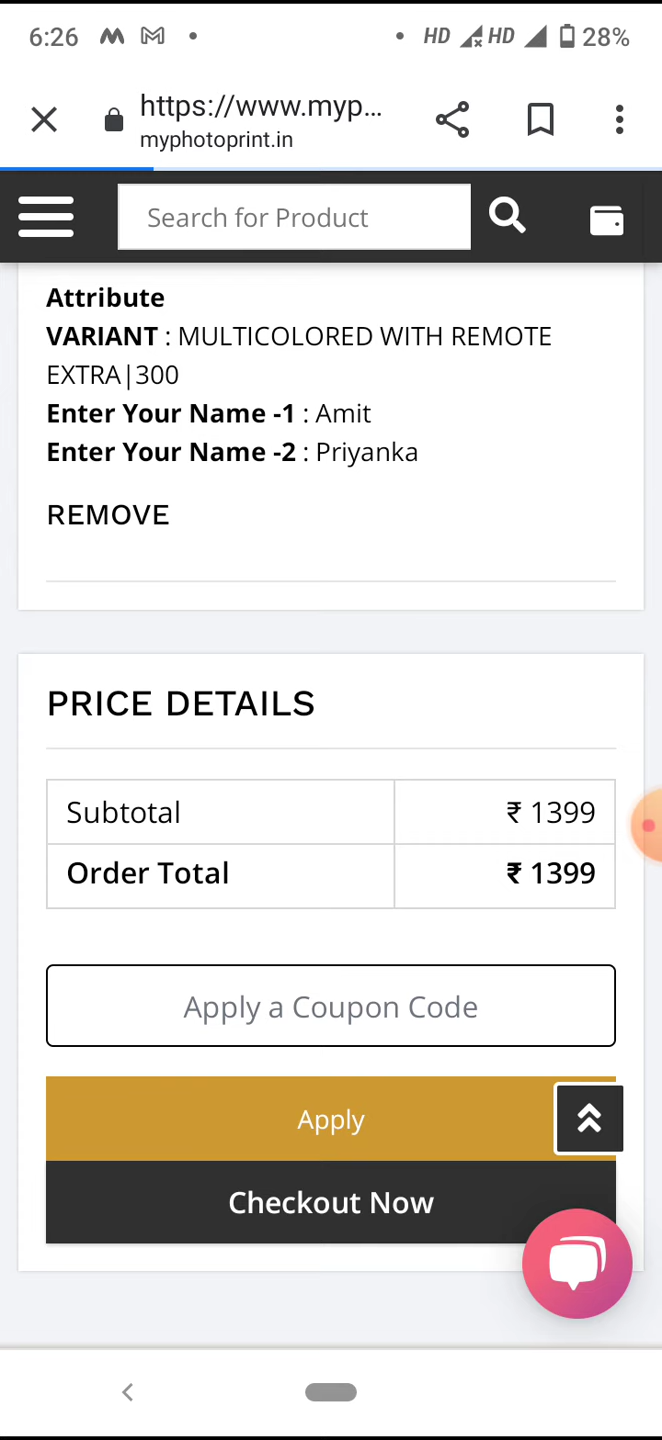 6:26
HD HD 28%
https://www.myp...
myphotoprint.in
Search for Product
Attribute
VARIANT : MULTICOLORED WITH REMOTE
EXTRA|300
Enter Your Name -1 : Amit
Enter Your Name -2 : Priyanka
REMOVE
PRICE DETAILS
Subtotal ₹ 1399
Order Total ₹ 1399
Apply a Coupon Code
Apply
Checkout Now